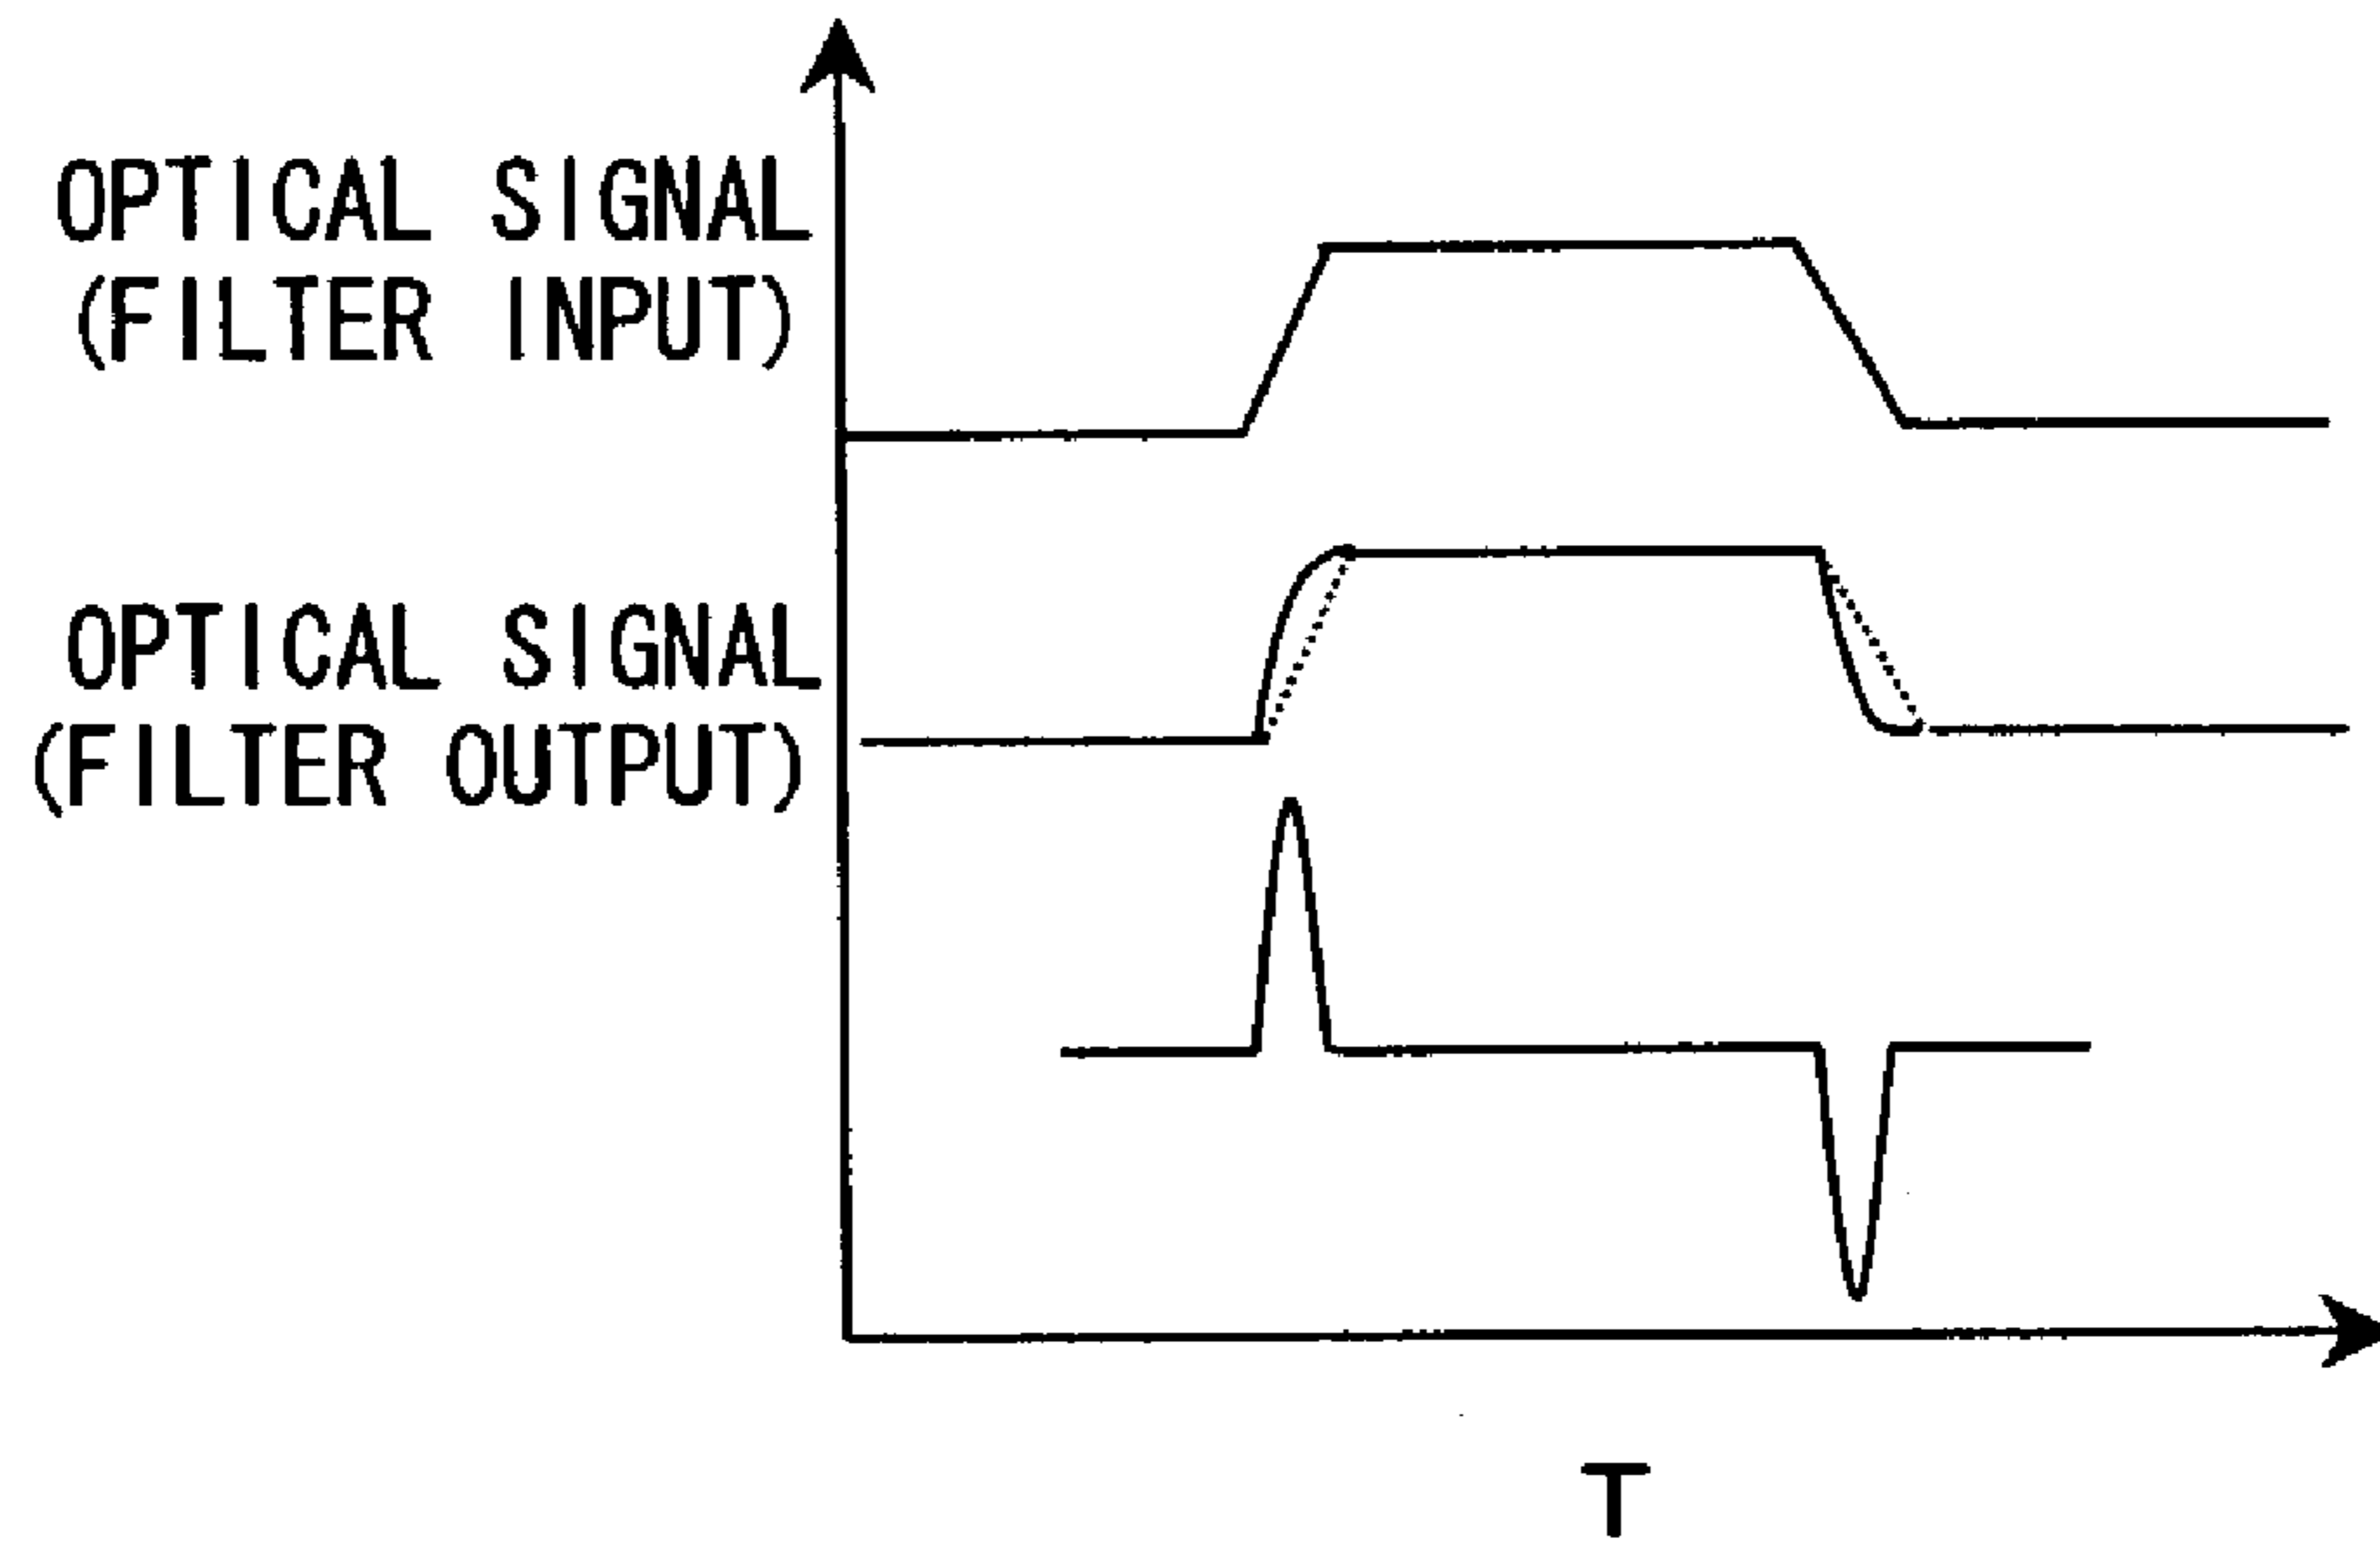 OPTICAL SIGNAL
(FILTER INPUT)
OPTICAL SIGNAL
(FILTER OUTPUT)
T